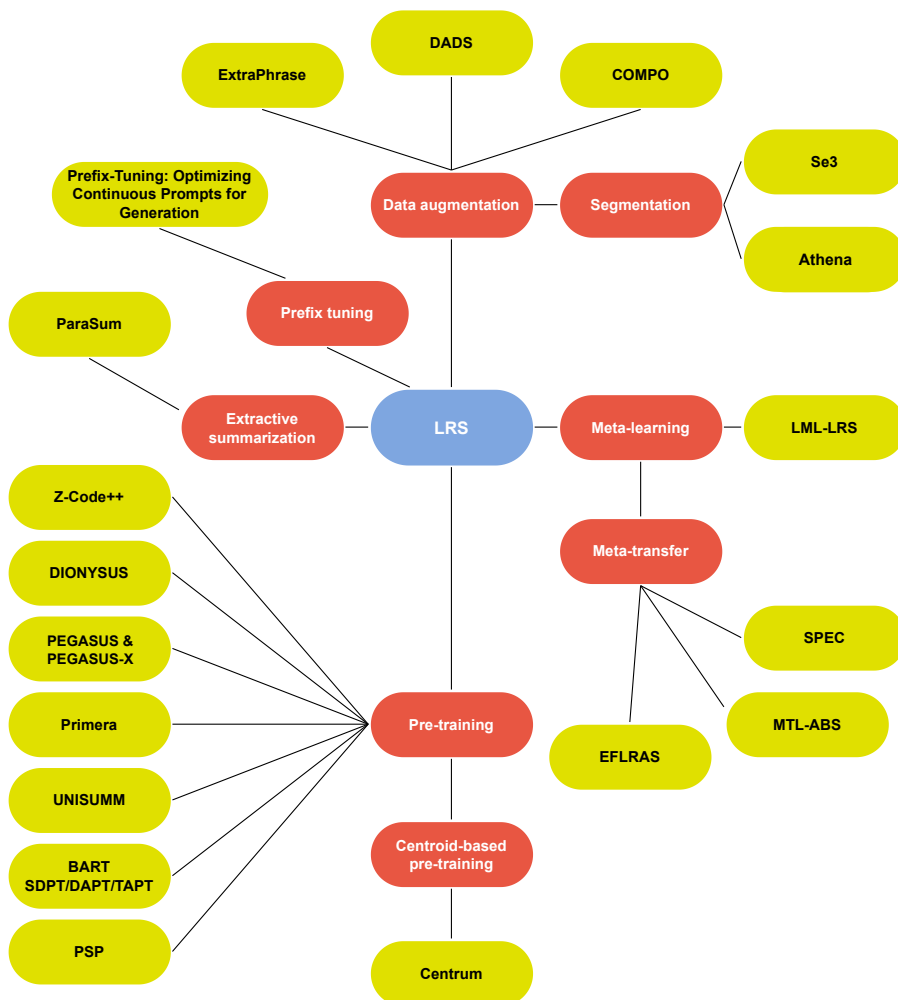 DADS
ExtraPhrase
COMPO
Se3
Prefix-Tuning: Optimizing
Continuous Prompts for
Generation
Data augmentation
Segmentation
Athena
Prefix tuning
ParaSum
Extractive
summarization
LRS
Meta-learning
LML-LRS
Z-Code++
Meta-transfer
DIONYSUS
PEGASUS &
PEGASUS-X
SPEC
Primera
Pre-training
MTL-ABS
EFLRAS
UNISUMM
Centroid-based
pre-training
BART
SDPT/DAPT/TAPT
PSP
Centrum